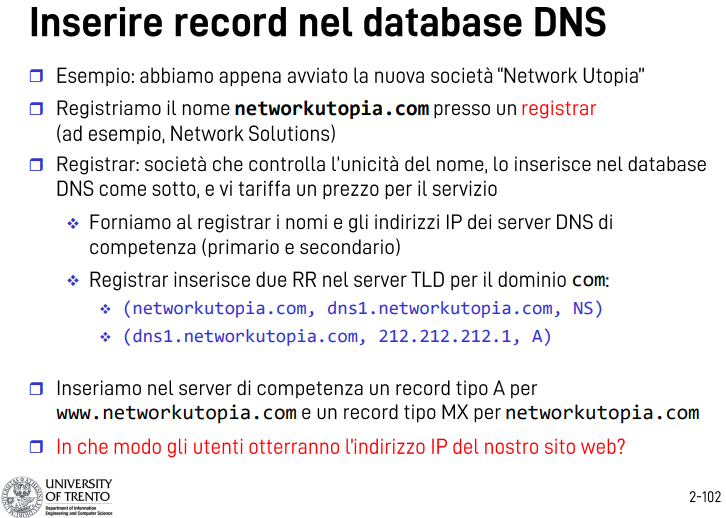 Inserire record nel database DNS
Esempio: abbiamo appena avviato la nuova società “Network Utopia”
Registriamo il nome networkutopia.com presso un registrar
(ad esempio, Network Solutions)
Registrar: società che controlla l’unicità del nome, lo inserisce nel database
DNS come sotto, e vi tariffa un prezzo per il servizio
Forniamo al registrar i nomi e gli indirizzi IP dei server DNS di
competenza (primario e secondario)
Registrar inserisce due RR nel server TLD per il dominio com:
(networkutopia.com, dns1.networkutopia.com, NS)
(dns1.networkutopia.com, 212.212.212.1, A)
Inseriamo nel server di competenza un record tipo A per
www.networkutopia.com e un record tipo MX per networkutopia.com
In che modo gli utenti otterranno l’indirizzo IP del nostro sito web?
UNIVERSITY
OF TRENTO
Department of Information
Engineering and Computer Science
2-102